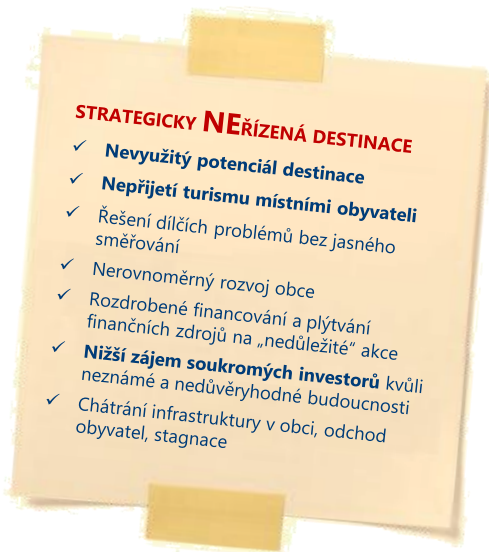 STRATEGICKY NEŘÍZENÁ DESTINACE
✓ Nevyužitý potenciál destinace
✓ Nepřijetí turismu místními obyvateli
✓ Řešení dílčích problémů bez jasného
směřování
✓ Nerovnoměrný rozvoj obce
✓ Rozdrobené financování a plýtvání
finančních zdrojů na „nedůležité“ akce
✓ Nižší zájem soukromých investorů kvůli
neznámé a nedůvěryhodné budoucnosti
✓ Chátrání infrastruktury v obci, odchod
obyvatel, stagnace